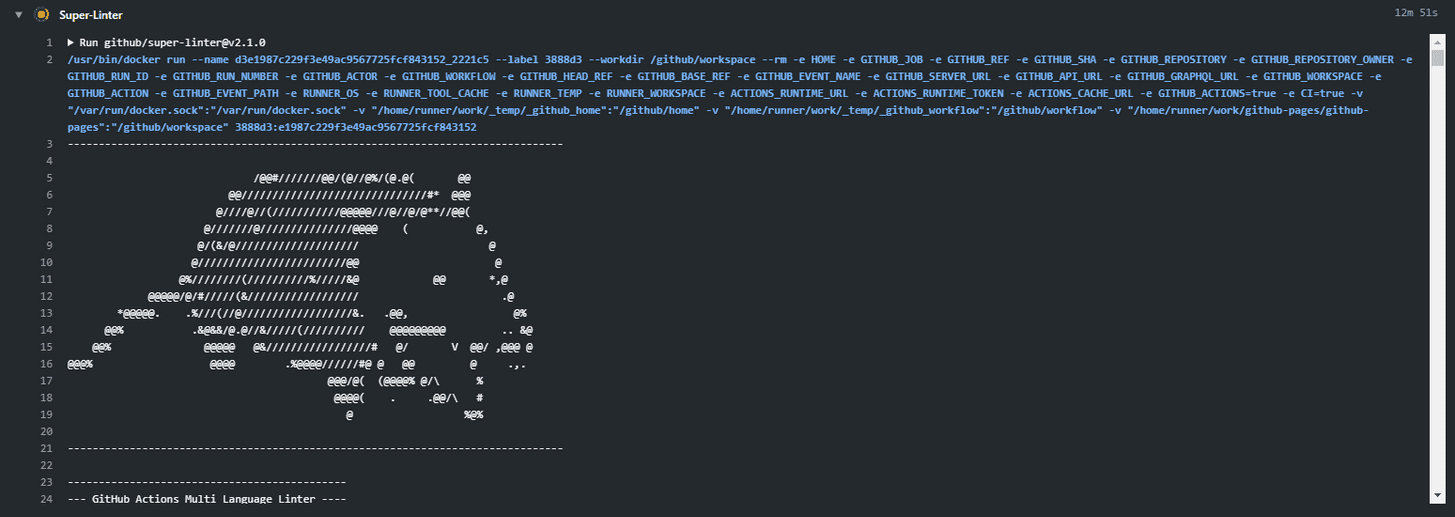 Super-Linter
12m 51s
1 Run github/super-linter@v2.1.0
2 /usr/bin/docker run --name d3e1987c229f3e49ac9567725fcf843152_2221c5 --label 3888d3 --workdir /github/workspace --rm -e HOME -e GITHUB_JOB -e GITHUB_REF -e GITHUB_SHA -e GITHUB_REPOSITORY -e GITHUB_REPOSITORY_OWNER -e
GITHUB_RUN_ID -e GITHUB_RUN_NUMBER -e GITHUB_ACTOR -e GITHUB_WORKFLOW -e GITHUB_HEAD_REF -e GITHUB_BASE_REF -e GITHUB_EVENT_NAME -e GITHUB_SERVER_URL -e GITHUB_API_URL -e GITHUB_GRAPHQL_URL -e GITHUB_WORKSPACE -e
GITHUB_ACTION -e GITHUB_EVENT_PATH -e RUNNER_OS -e RUNNER_TOOL_CACHE -e RUNNER_TEMP -e RUNNER_WORKSPACE -e ACTIONS_RUNTIME_URL -e ACTIONS_RUNTIME_TOKEN -e ACTIONS_CACHE_URL -e GITHUB_ACTIONS=true -e CI=true -v
"/var/run/docker.sock":"/var/run/docker.sock" -v "/home/runner/work/_temp/_github_home":"/github/home" -v "/home/runner/work/_temp/_github_workflow":"/github/workflow" -v "/home/runner/work/github-pages/github-
pages":"/github/workspace" 3888d3:e1987c229f3e49ac9567725fcf843152
3 --------------------------------------------------------------------------------
4
5                               /@@#///////@@/(@//@%/(@.@(       @@
6                           @@//////////////////////////////#*  @@@
7                         @////@//(///////////@@@@@///@//@/@**//@@(
8                       @///////@///////////////@@@@    (           @,
9                      @/(&/@////////////////////                     @
10                    @////////////////////////@@                      @
11                  @%////////(//////////%/////&@            @@       *,@
12             @@@@@/@/#/////(&//////////////////                       .@
13        *@@@@@.    .%///(//@//////////////////&.   .@@,                 @%
14      @@%           .&@&&/@.@//&/////(//////////    @@@@@@@@@         .. &@
15    @@%               @@@@@   @&/////////////////#   @/       V  @@/ ,@@@ @
16 @@@%                   @@@@        .%@@@@//////#@ @   @@         @     .,.
17                                          @@@/@(  (@@@@% @/\      %
18                                           @@@@(    .     .@@/\   #
19                                             @                  %@%
20
21 --------------------------------------------------------------------------------
22
23 ---------------------------------------------
24 --- GitHub Actions Multi Language Linter ----